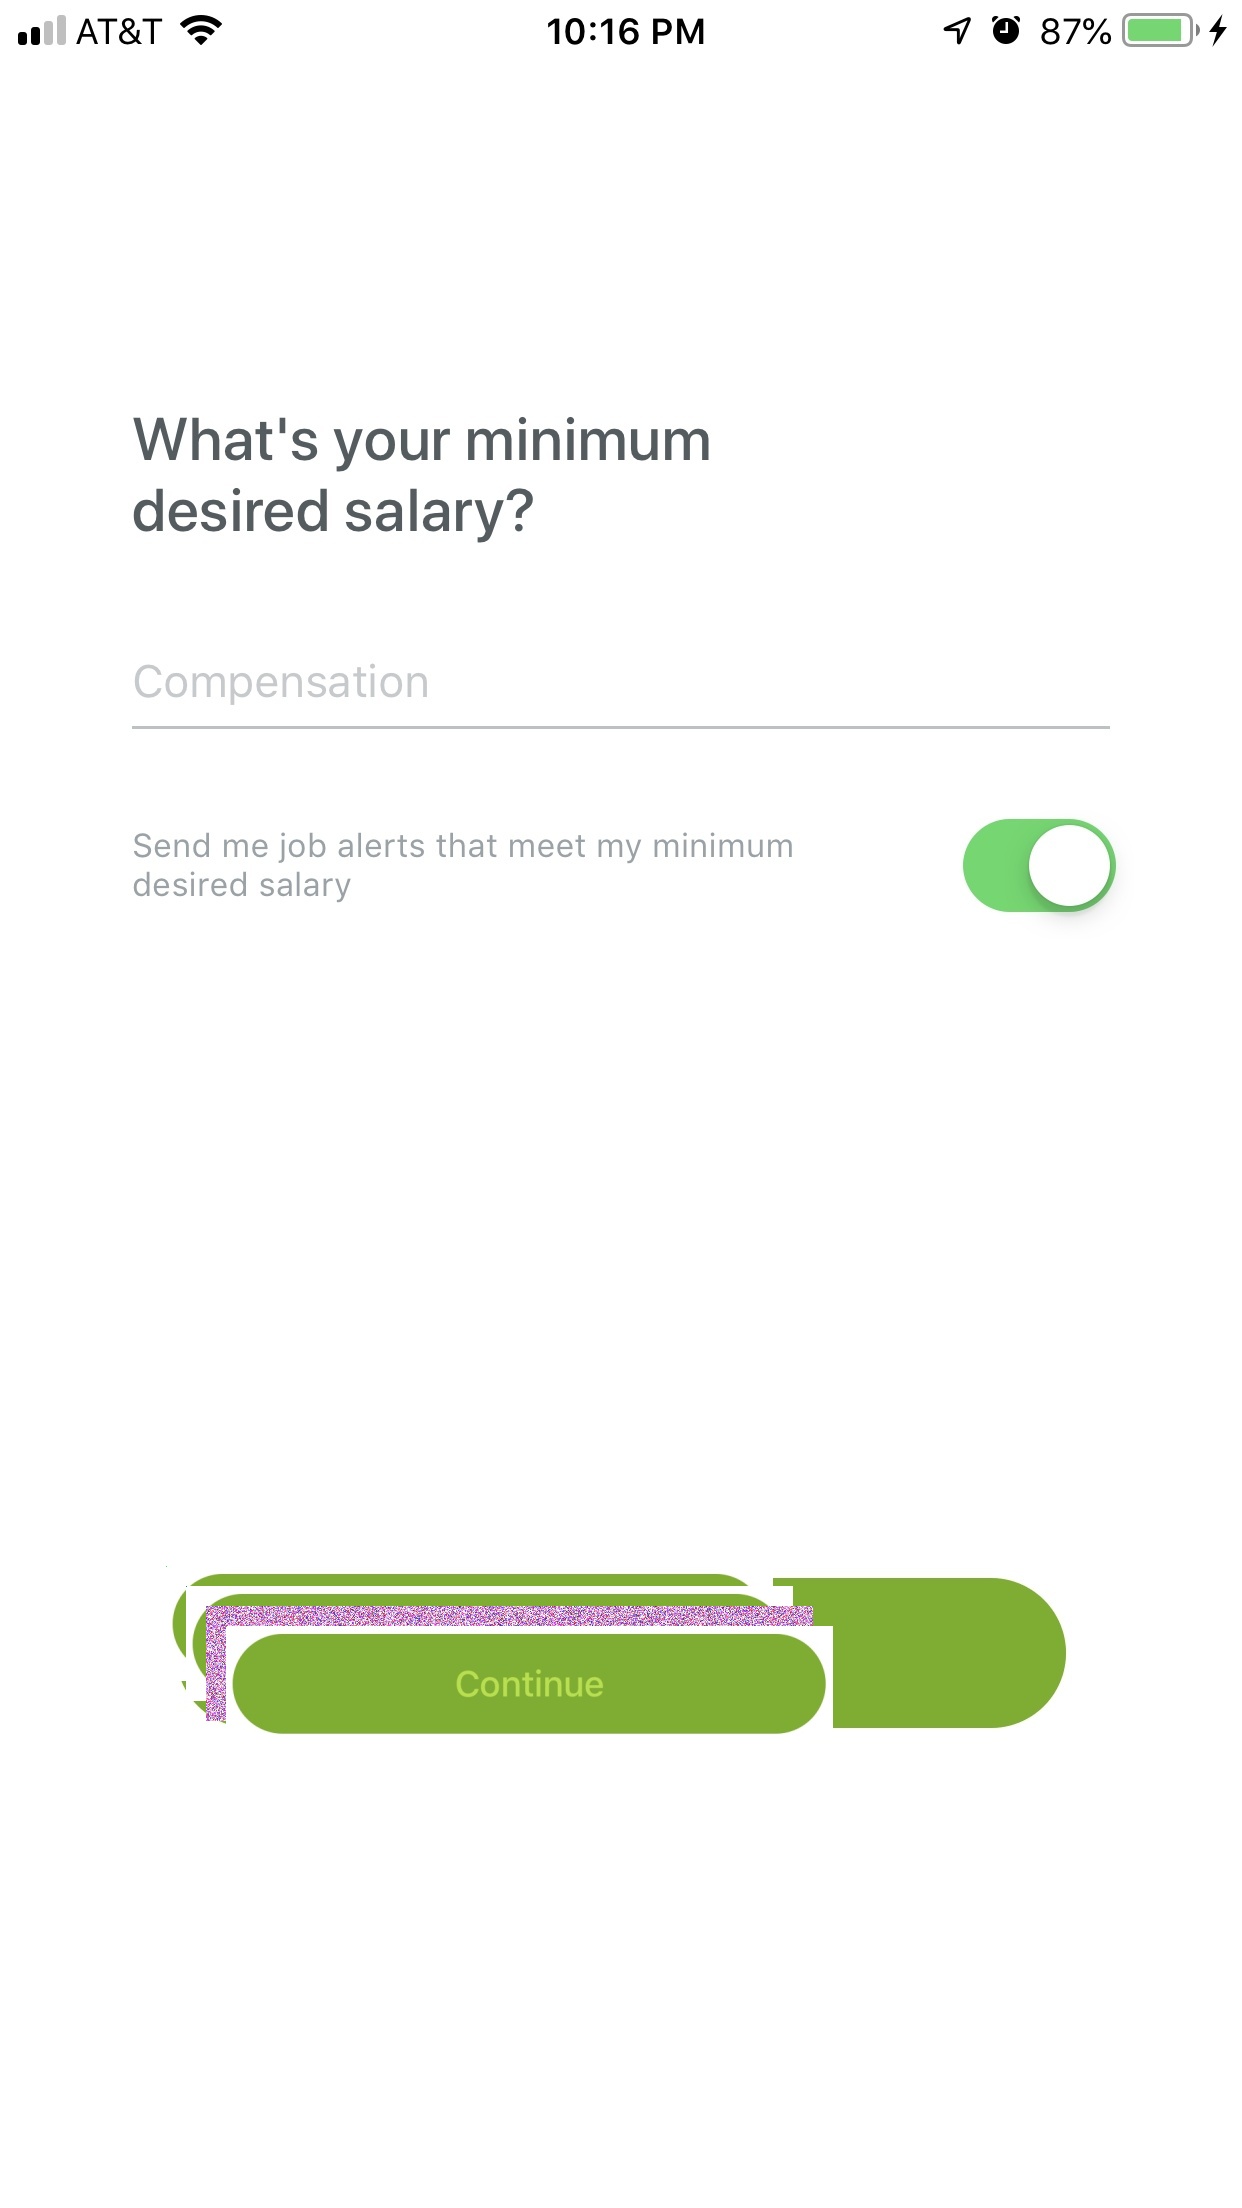 AT&T 10:16 PM 87%
What's your minimum
desired salary?
Compensation
Send me job alerts that meet my minimum
desired salary
Continue